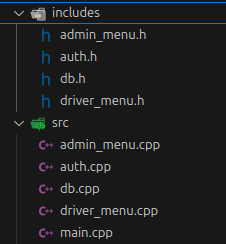 includes
h admin_menu.h
h auth.h
h db.h
h driver_menu.h
src
C++ admin_menu.cpp
C++ auth.cpp
C++ db.cpp
C++ driver_menu.cpp
C++ main.cpp